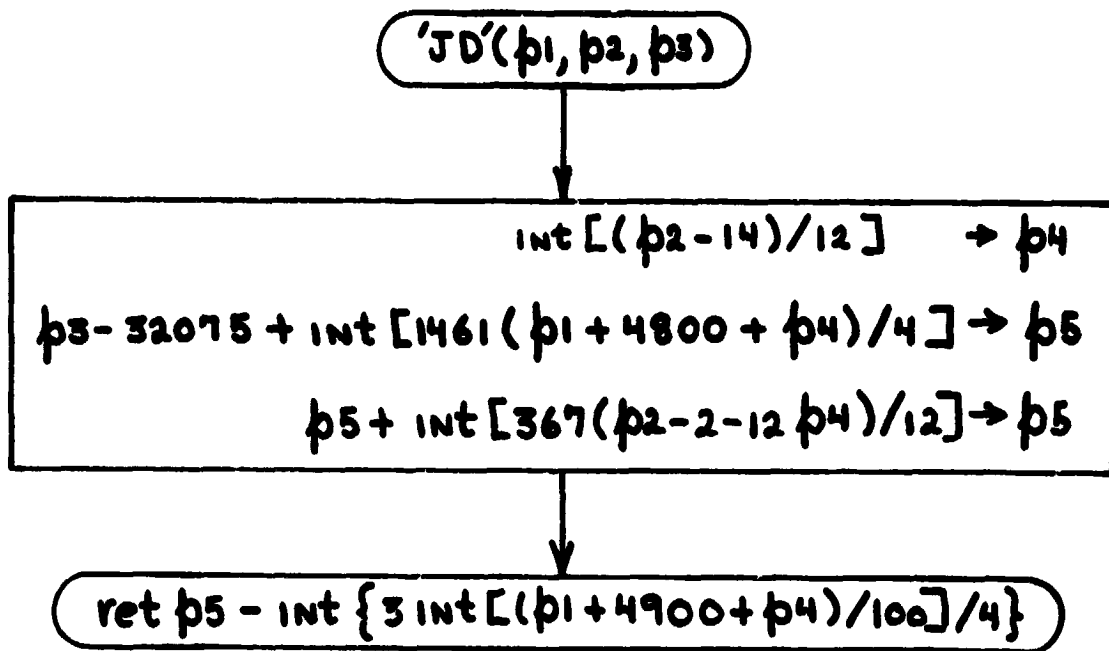 'JD'(p1, p2, p3)
int [(p2-14)/12] → p4
p3-32075 + int [1461(p1+4800+p4)/4] → p5
p5 + int [367(p2-2-12p4)/12] → p5
ret p5 - int {3 int[(p1+4900+p4)/100]/4}